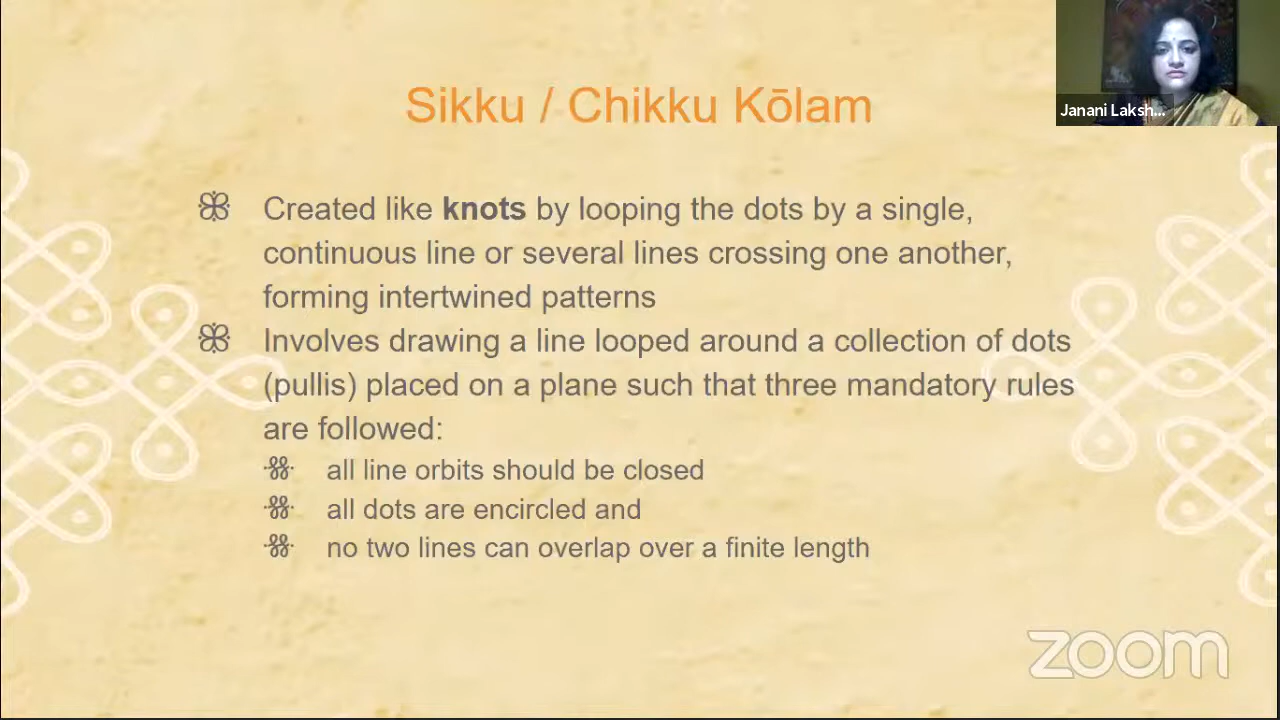 Sikku / Chikku Kōlam
Janani Laksh...
Created like knots by looping the dots by a single,
continuous line or several lines crossing one another,
forming intertwined patterns
Involves drawing a line looped around a collection of dots
(pullis) placed on a plane such that three mandatory rules
are followed:
all line orbits should be closed
all dots are encircled and
no two lines can overlap over a finite length
zoom